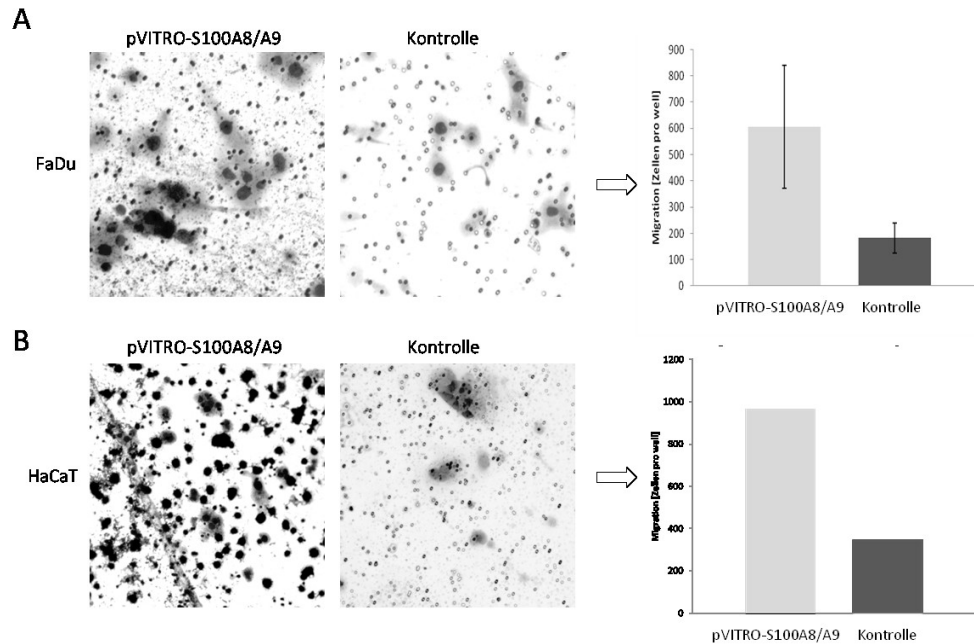 A
pVITRO-S100A8/A9
Kontrolle
FaDu
Migration [Zellen pro well]
900
800
700
600
500
400
300
200
100
0
pVITRO-S100A8/A9
Kontrolle
B
pVITRO-S100A8/A9
Kontrolle
HaCaT
Migration [Zellen pro well]
1200
1000
800
600
400
200
0
pVITRO-S100A8/A9
Kontrolle